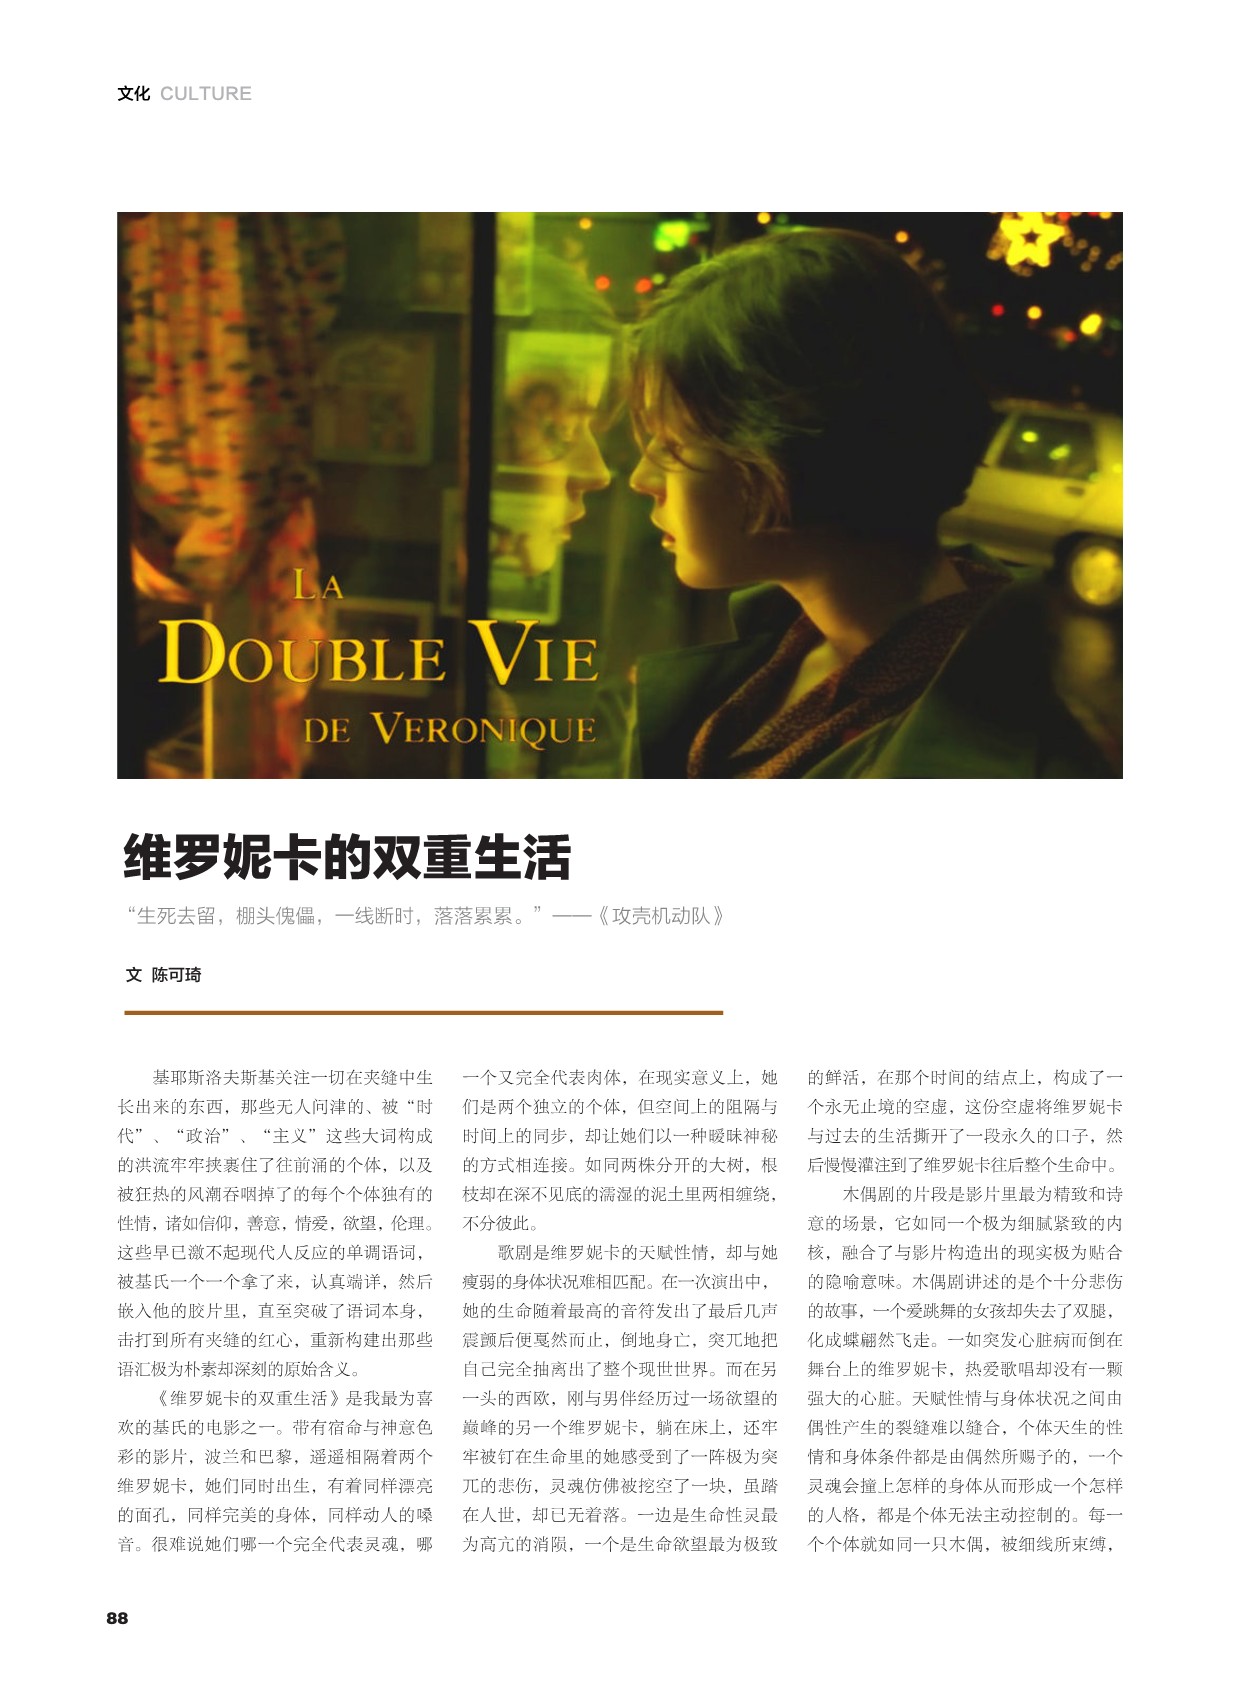 文化 CULTURE
LA
DOUBLE VIE
DE VERONIQUE
维罗妮卡的双重生活
“生死去留，棚头傀儡，一线断时，落落累累。”——《攻壳机动队》
文 陈可琦
基耶斯洛夫斯基关注一切在夹缝中生
长出来的东西，那些无人问津的、被“时
代”、“政治”、“主义”这些大词构成
的洪流牢牢挟裹住了往前涌的个体，以及
被狂热的风潮吞咽掉了的每个个体独有的
性情，诸如信仰，善意，情爱，欲望，伦理。
这些早已激不起现代人反应的单调语词，
被基氏一个一个拿了来，认真端详，然后
嵌入他的胶片里，直至突破了语词本身，
击打到所有夹缝的红心，重新构建出那些
语汇极为朴素却深刻的原始含义。
《维罗妮卡的双重生活》是我最为喜
欢的基氏的电影之一。带有宿命与神意色
彩的影片，波兰和巴黎，遥遥相隔着两个
维罗妮卡，她们同时出生，有着同样漂亮
的面孔，同样完美的身体，同样动人的嗓
音。很难说她们哪一个完全代表灵魂，哪
一个又完全代表肉体，在现实意义上，她
们是两个独立的个体，但空间上的阻隔与
时间上的同步，却让她们以一种暧昧神秘
的方式相连接。如同两株分开的大树，根
枝却在深不见底的濡湿的泥土里两相缠绕，
不分彼此。
歌剧是维罗妮卡的天赋性情，却与她
瘦弱的身体状况难相匹配。在一次演出中，
她的生命随着最高的音符发出了最后几声
震颤后便戛然而止，倒地身亡，突兀地把
自己完全抽离出了整个现世世界。而在另
一头的西欧，刚与男伴经历过一场欲望的
巅峰的另一个维罗妮卡，躺在床上，还牢
牢被钉在生命里的她感受到了一阵极为突
兀的悲伤，灵魂仿佛被挖空了一块，虽踏
在人世，却已无着落。一边是生命性灵最
为高亢的消陨，一个是生命欲望最为极致
的鲜活，在那个时间的结点上，构成了一
个永无止境的空虚，这份空虚将维罗妮卡
与过去的生活撕开了一段永久的口子，然
后慢慢灌注到了维罗妮卡往后整个生命中。
木偶剧的片段是影片里最为精致和诗
意的场景，它如同一个极为细腻紧致的内
核，融合了与影片构造出的现实极为贴合
的隐喻意味。木偶剧讲述的是个十分悲伤
的故事，一个爱跳舞的女孩却失去了双腿，
化成蝶翩然飞走。一如突发心脏病而倒在
舞台上的维罗妮卡，热爱歌唱却没有一颗
强大的心脏。天赋性情与身体状况之间由
偶性产生的裂缝难以缝合，个体天生的性
情和身体条件都是由偶然所赐予的，一个
灵魂会撞上怎样的身体从而形成一个怎样
的人格，都是个体无法主动控制的。每一
个个体就如同一只木偶，被细线所束缚，
88